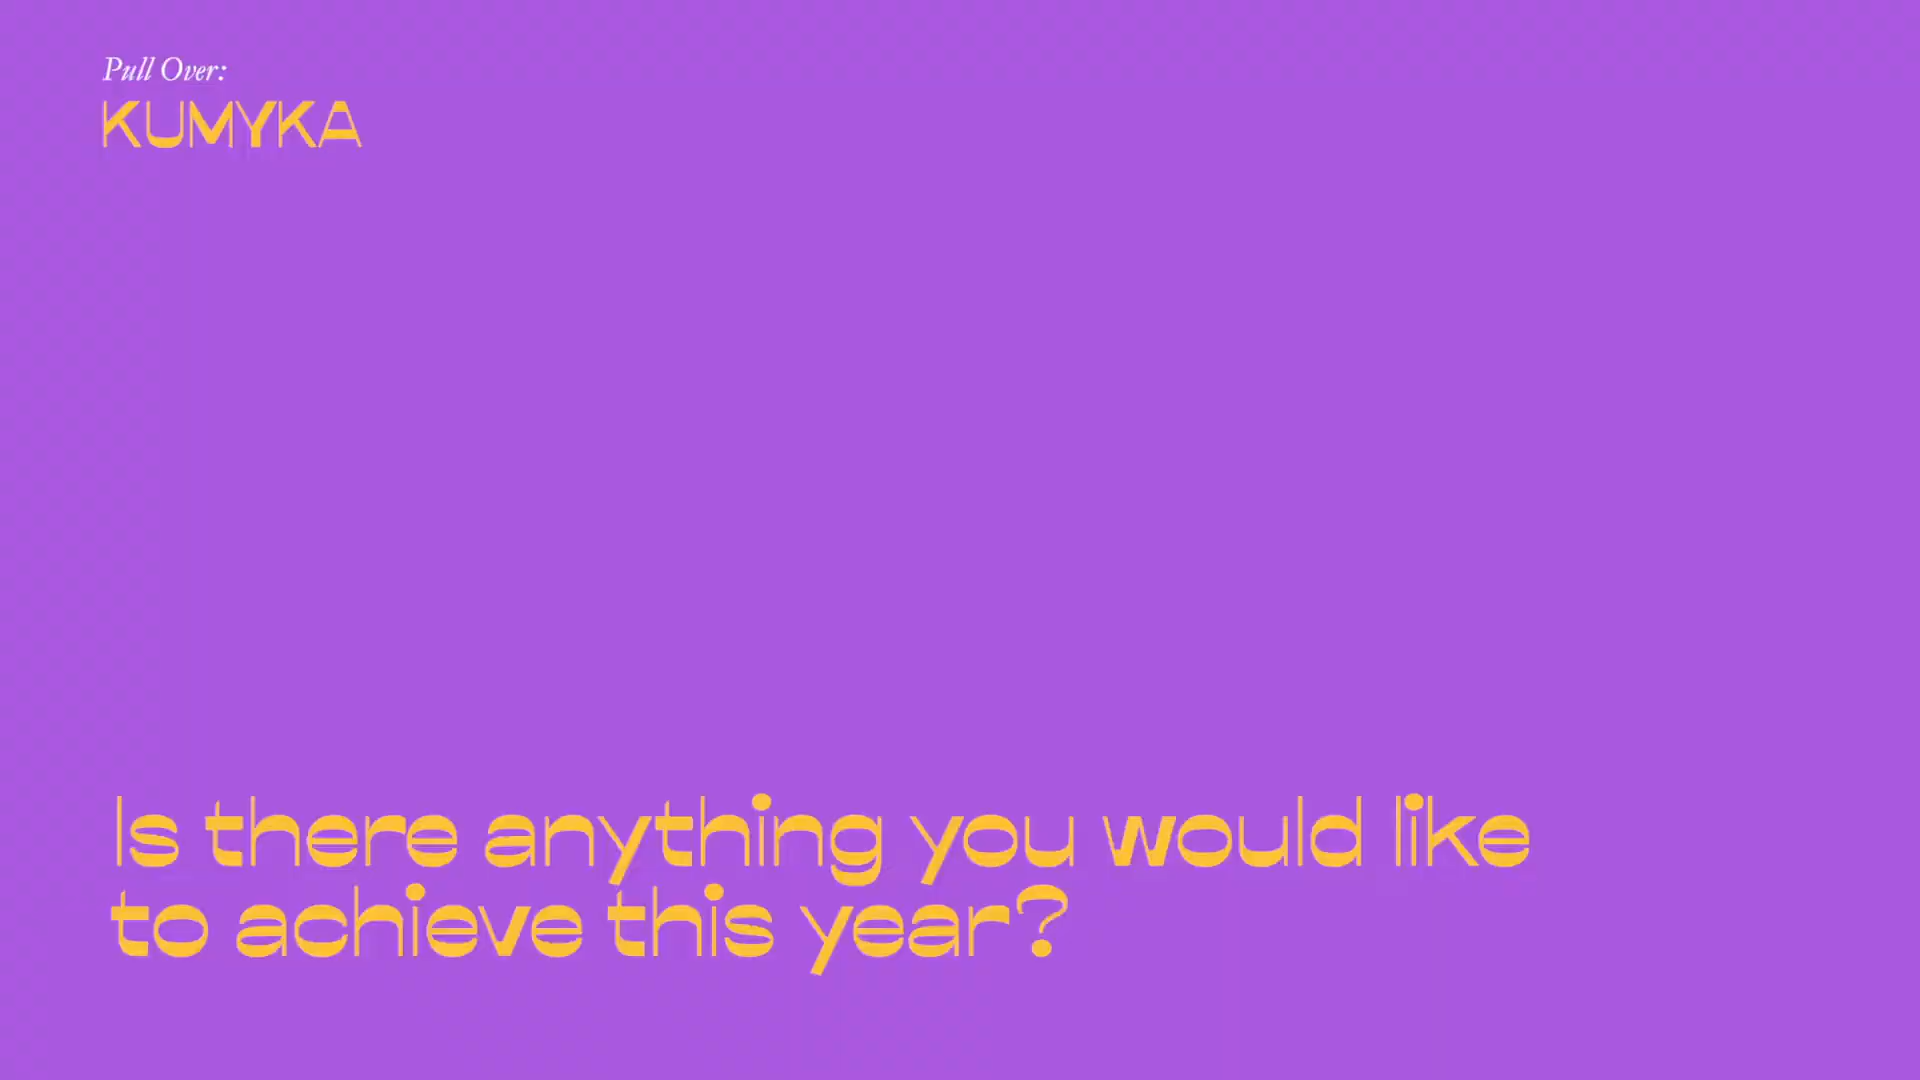 Pull Over:
KUMYKA
Is there anything you would like
to achieve this year?